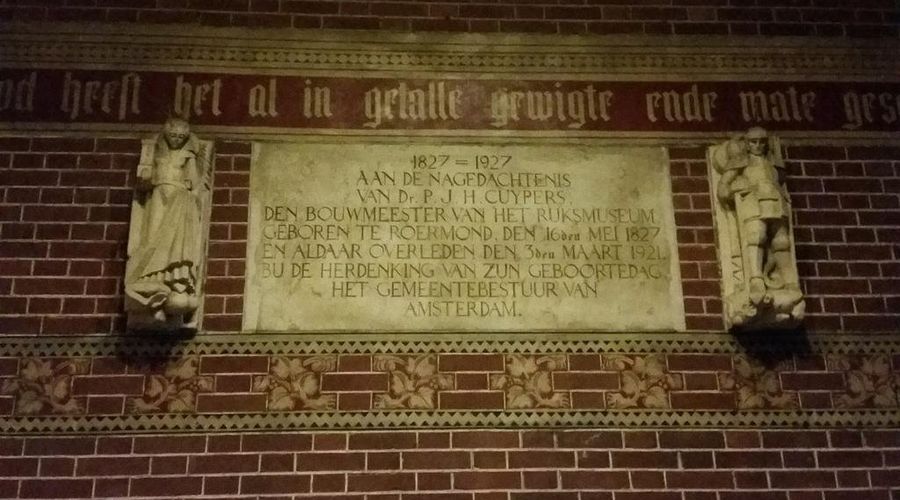 heeft het al in getalle gewigte ende mate
1827 = 1927
AAN DE NAGEDACHTENIS
VAN Dr. P. J. H. CUYPERS.
DEN BOUWMEESTER VAN HET RIJKSMUSEUM
GEBOREN TE ROERMOND, DEN 16den MEI 1827
EN ALDAAR OVERLEDEN DEN 3den MAART 1921.
BIJ DE HERDENKING VAN ZIJN GEBOORTEDAG
HET GEMEENTEBESTUUR VAN
AMSTERDAM.